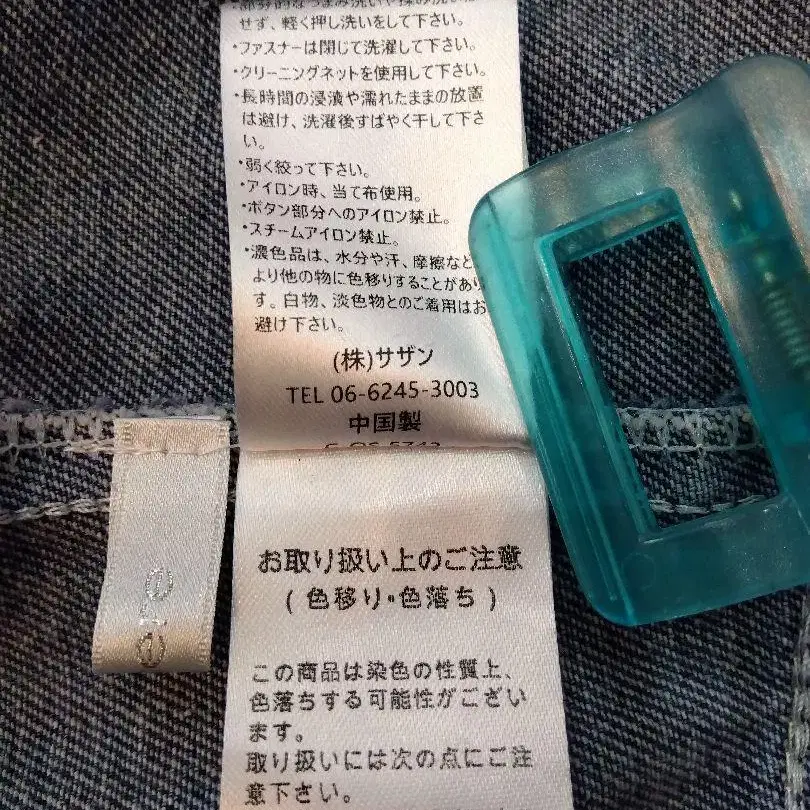 せず、軽く押し洗いをして下さい。
・ファスナーは閉じて洗濯して下さい。
・クリーニングネットを使用して下さい。
・長時間の浸漬や濡れたままの放置
は避け、洗濯後すばやく干して下さ
い。
・弱く絞って下さい。
・アイロン時、当て布使用。
・ボタン部分へのアイロン禁止。
・スチームアイロン禁止。
・濃色品は、水分や汗、摩擦など
より他の物に色移りすることがあり
す。白物、淡色物とのご着用はお
避け下さい。
(株)サザン
TEL 06-6245-3003
中国製
ere
お取り扱い上のご注意
(色移り・色落ち)
この商品は染色の性質上、
色落ちする可能性がござい
ます。
取り扱いには次の点にご注
意下さい。